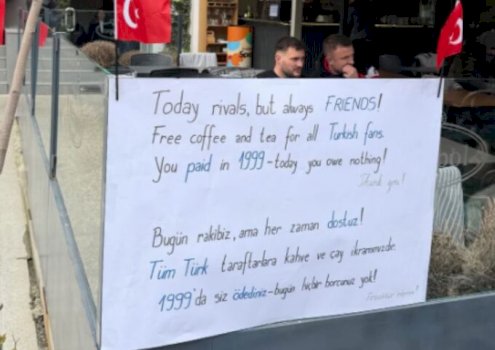 Today rivals, but always FRIENDS!
Free coffee and tea for all Turkish fans.
You paid in 1999-today you owe nothing!
Thank you!
Bugün rakibiz, ama her zaman dostuz!
Tüm Türk taraftarlara kahve ve çay ikramımızdır.
1999'da siz ödediniz-bugün hiçbir borcunuz yok!